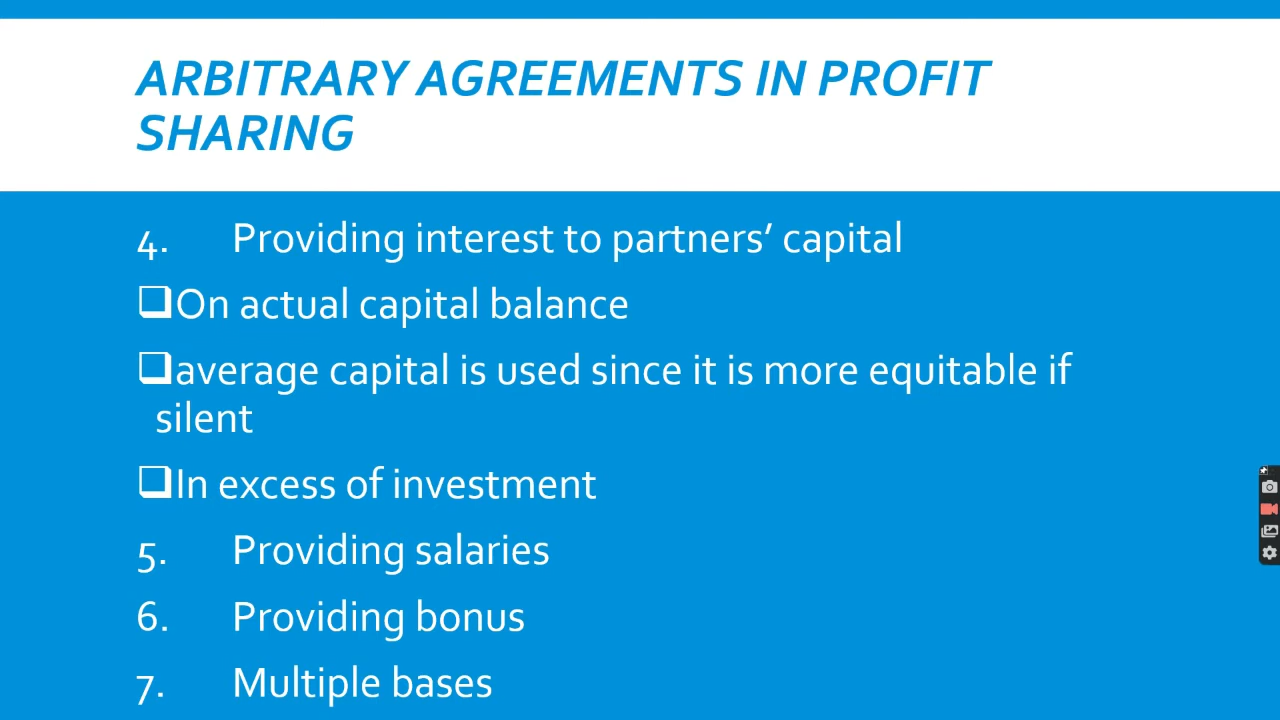 ARBITRARY AGREEMENTS IN PROFIT
SHARING
4. Providing interest to partners’ capital
❑On actual capital balance
❑average capital is used since it is more equitable if
silent
❑In excess of investment
5. Providing salaries
6. Providing bonus
7. Multiple bases